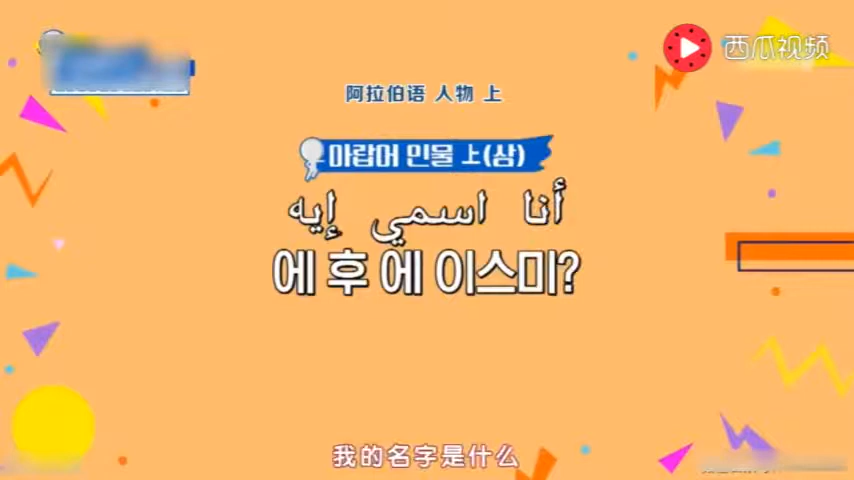 西瓜视频
阿拉伯语 人物 上
아랍어 인물 上(상)
أنا اسمي إيه
에 후 에 이스미?
我的名字是什么